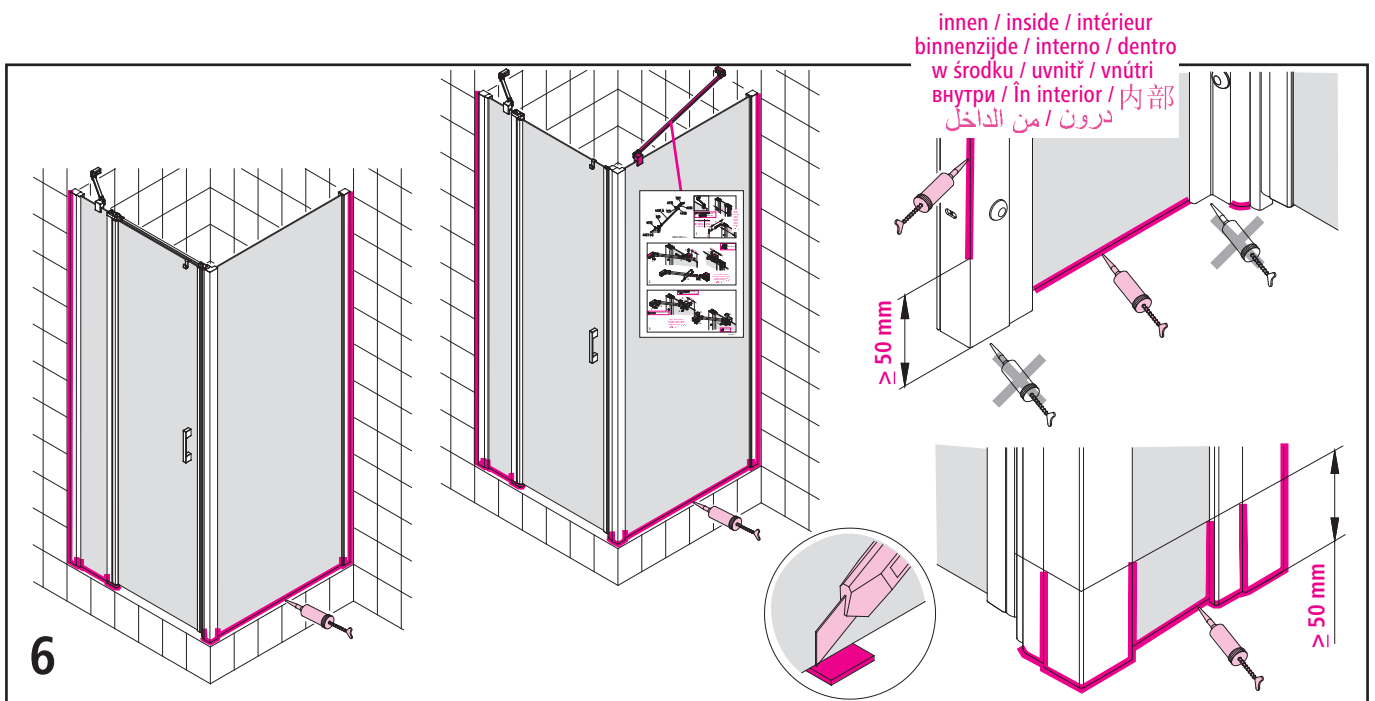 innen / inside / intérieur
binnenzijde / interno / dentro
w środku / uvnitř / vnútri
внутри / În interior / 内部
درون / من الداخل
≥ 50 mm
≥ 50 mm
6